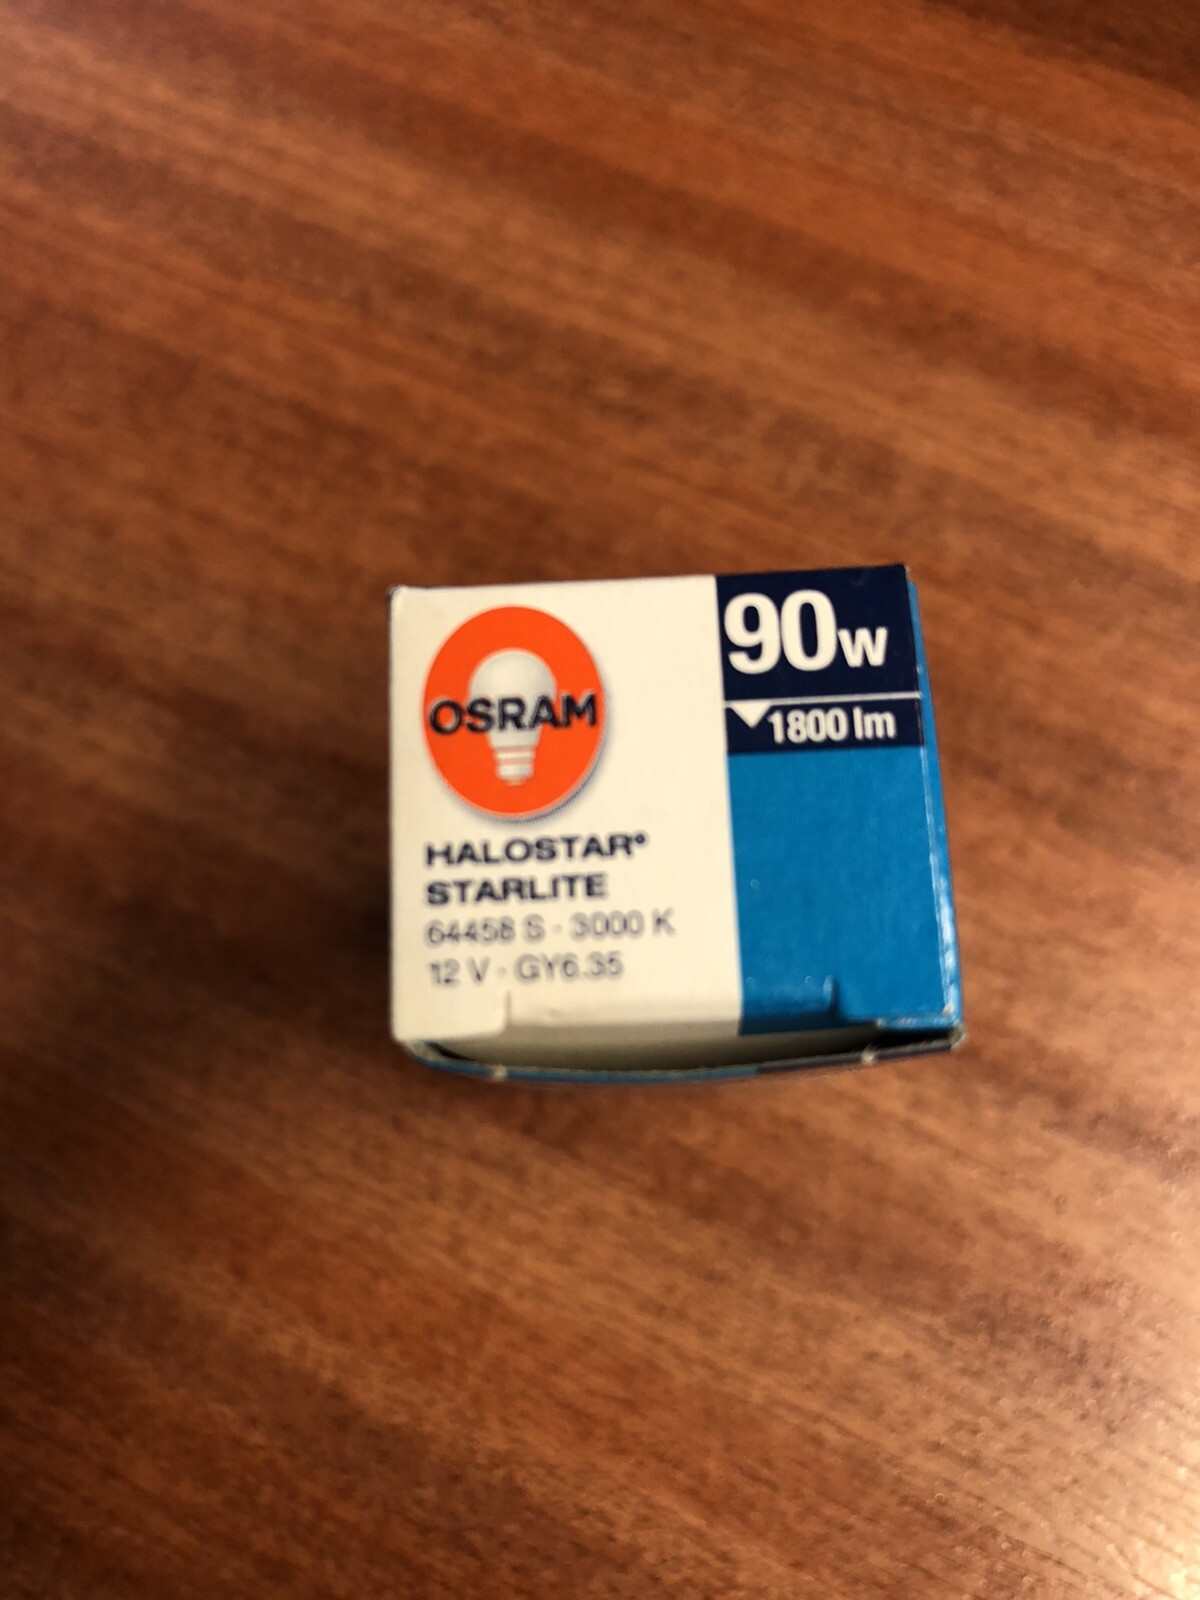 OSRAM
90W
1800 lm
HALOSTAR®
STARLITE
64458 S · 3000 K
12 V · GY6.35